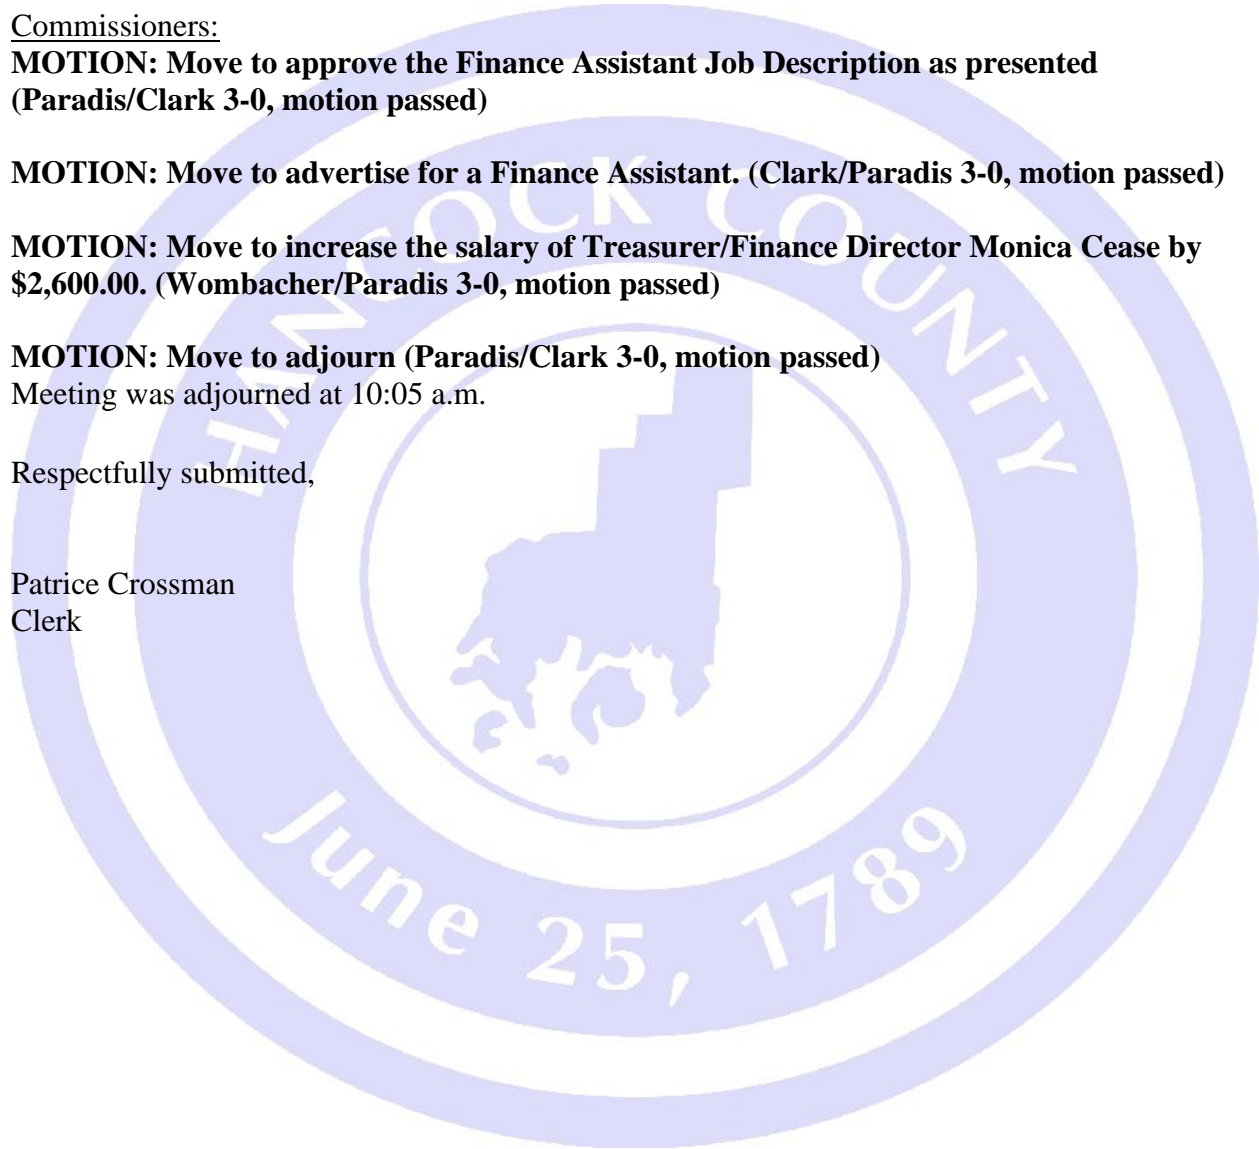 Commissioners:
MOTION: Move to approve the Finance Assistant Job Description as presented
(Paradis/Clark 3-0, motion passed)
MOTION: Move to advertise for a Finance Assistant. (Clark/Paradis 3-0, motion passed)
MOTION: Move to increase the salary of Treasurer/Finance Director Monica Cease by
$2,600.00. (Wombacher/Paradis 3-0, motion passed)
MOTION: Move to adjourn (Paradis/Clark 3-0, motion passed)
Meeting was adjourned at 10:05 a.m.
Respectfully submitted,
Patrice Crossman
Clerk
HANCOCK COUNTY
June 25, 1789